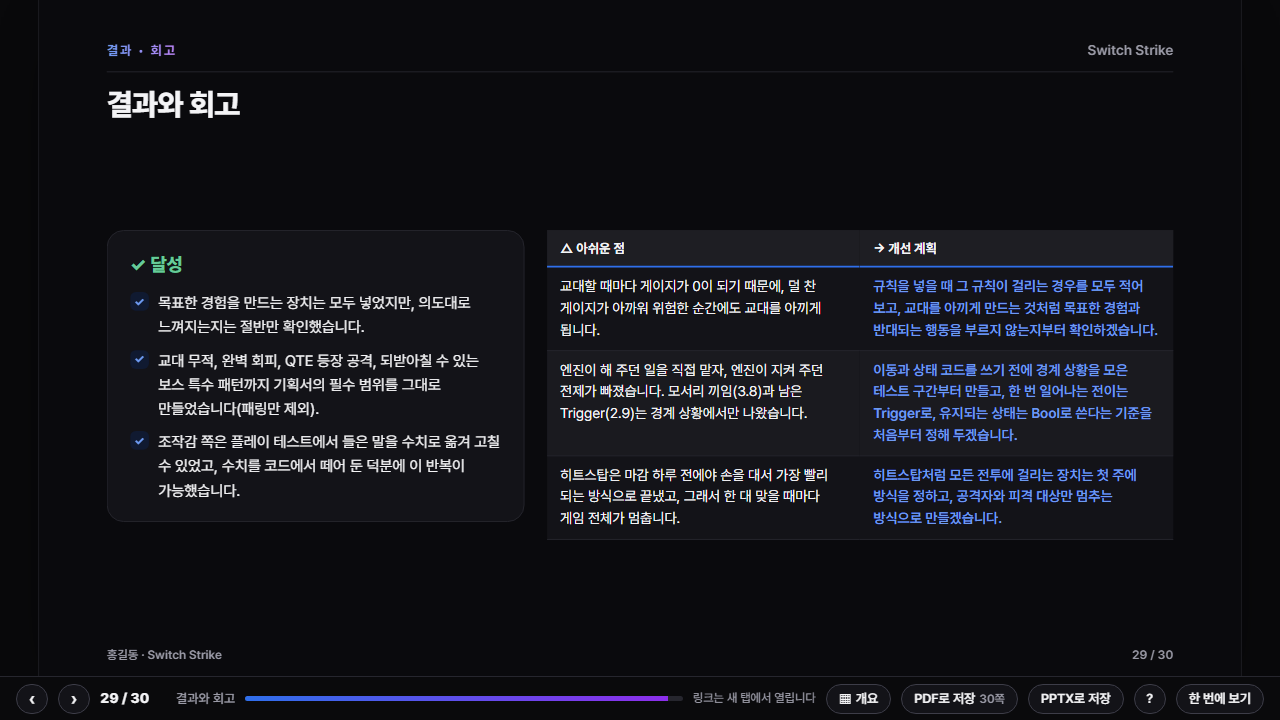 결과 · 회고
Switch Strike
결과와 회고
✓ 달성
목표한 경험을 만드는 장치는 모두 넣었지만, 의도대로
느껴지는지는 절반만 확인했습니다.
교대 무적, 완벽 회피, QTE 등장 공격, 되받아칠 수 있는
보스 특수 패턴까지 기획서의 필수 범위를 그대로
만들었습니다(패링만 제외).
조작감 쪽은 플레이 테스트에서 들은 말을 수치로 옮겨 고칠
수 있었고, 수치를 코드에서 떼어 둔 덕분에 이 반복이
가능했습니다.
△ 아쉬운 점
→ 개선 계획
교대할 때마다 게이지가 0이 되기 때문에, 덜 찬
게이지가 아까워 위험한 순간에도 교대를 아끼게
됩니다.
규칙을 넣을 때 그 규칙이 걸리는 경우를 모두 적어
보고, 교대를 아끼게 만드는 것처럼 목표한 경험과
반대되는 행동을 부르지 않는지부터 확인하겠습니다.
엔진이 해 주던 일을 직접 맡자, 엔진이 지켜 주던
전제가 빠졌습니다. 모서리 끼임(3.8)과 남은
Trigger(2.9)는 경계 상황에서만 나왔습니다.
이동과 상태 코드를 쓰기 전에 경계 상황을 모은
테스트 구간부터 만들고, 한 번 일어나는 전이는
Trigger로, 유지되는 상태는 Bool로 쓴다는 기준을
처음부터 정해 두겠습니다.
히트스탑은 마감 하루 전에야 손을 대서 가장 빨리
되는 방식으로 끝냈고, 그래서 한 대 맞을 때마다
게임 전체가 멈춥니다.
히트스탑처럼 모든 전투에 걸리는 장치는 첫 주에
방식을 정하고, 공격자와 피격 대상만 멈추는
방식으로 만들겠습니다.
홍길동 · Switch Strike
29 / 30
‹
›
29 / 30
결과와 회고
링크는 새 탭에서 열립니다
▦ 개요
PDF로 저장 30쪽
PPTX로 저장
?
한 번에 보기